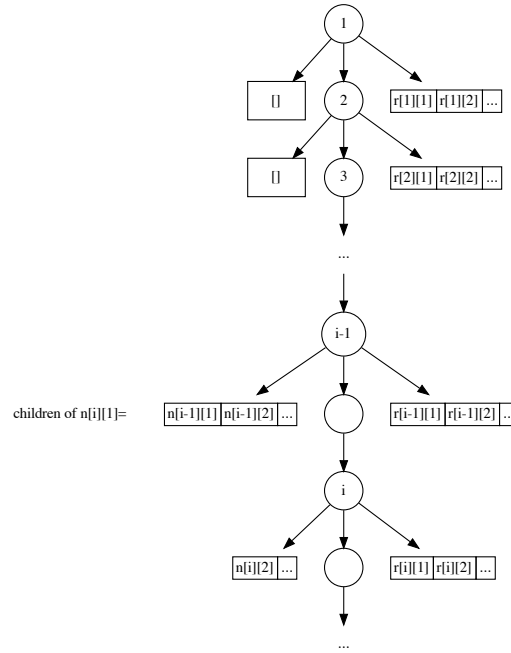 1
[]
2
r[1][1] r[1][2] ...
[]
3
r[2][1] r[2][2] ...
...
i-1
children of n[i][1]=
n[i-1][1] n[i-1][2] ...
r[i-1][1] r[i-1][2] ...
i
n[i][2] ...
r[i][1] r[i][2] ...
...